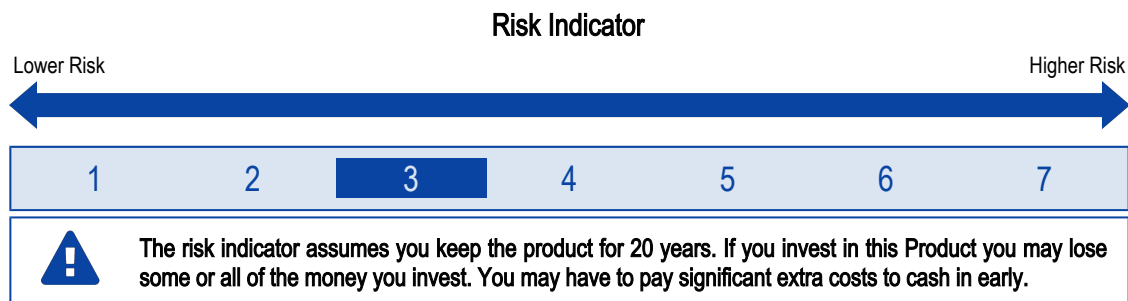 Risk Indicator
Lower Risk Higher Risk
1 2 3 4 5 6 7
The risk indicator assumes you keep the product for 20 years. If you invest in this Product you may lose
some or all of the money you invest. You may have to pay significant extra costs to cash in early.